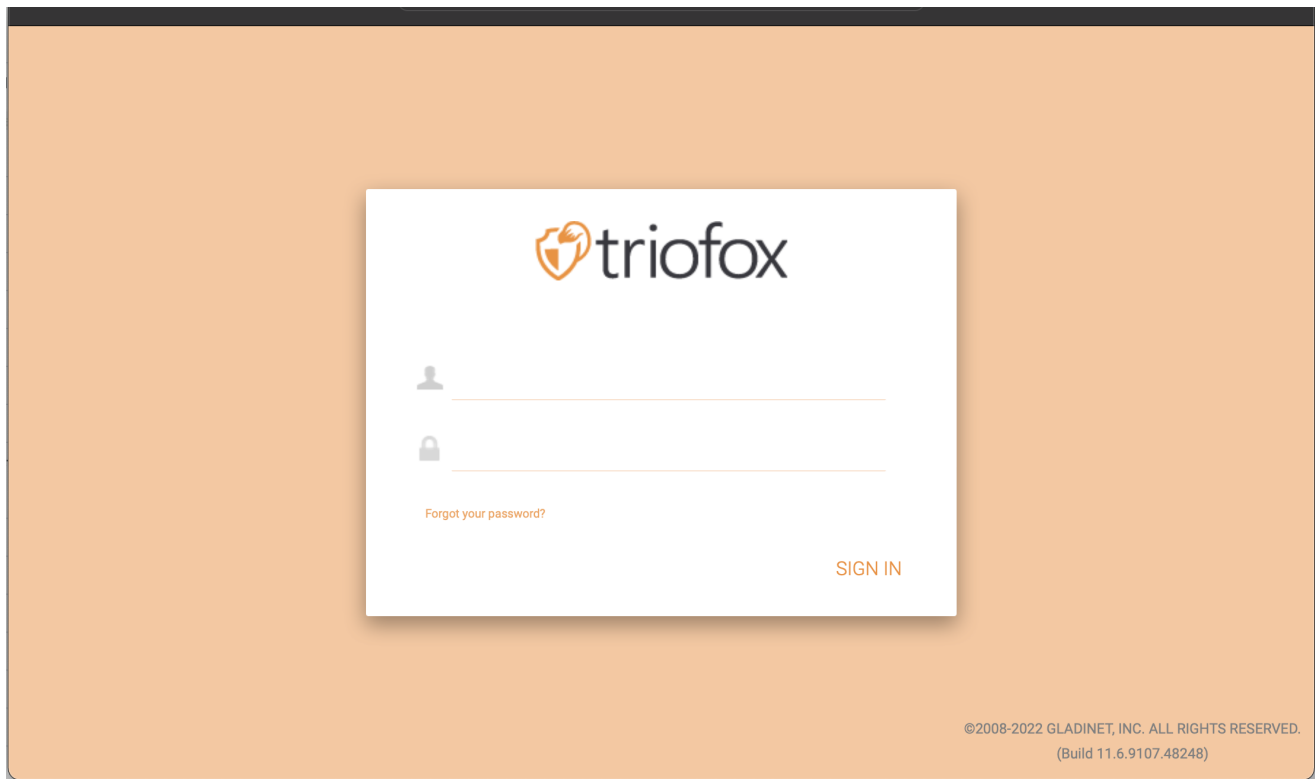 triofox
Forgot your password?
SIGN IN
©2008-2022 GLADINET, INC. ALL RIGHTS RESERVED.
(Build 11.6.9107.48248)